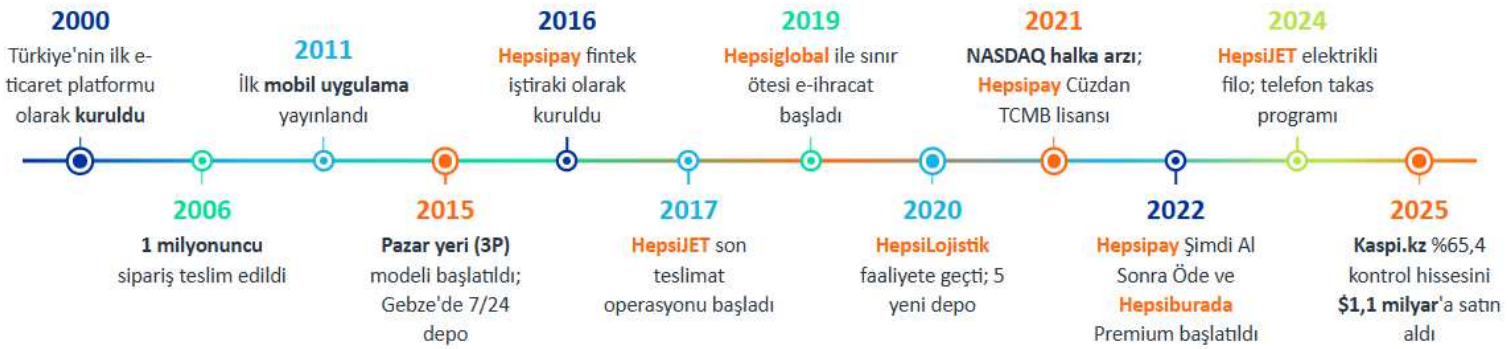 2000
Türkiye'nin ilk e-
ticaret platformu
olarak kuruldu
2006
1 milyonuncu
sipariş teslim edildi
2011
İlk mobil uygulama
yayınlandı
2015
Pazar yeri (3P)
modeli başlatıldı;
Gebze'de 7/24
depo
2016
Hepsipay fintek
iştiraki olarak
kuruldu
2017
HepsiJET son
teslimat
operasyonu başladı
2019
Hepsiglobal ile sınır
ötesi e-ihracat
başladı
2020
HepsiLojistik
faaliyete geçti; 5
yeni depo
2021
NASDAQ halka arzı;
Hepsipay Cüzdan
TCMB lisansı
2022
Hepsipay Şimdi Al
Sonra Öde ve
Hepsiburada
Premium başlatıldı
2024
HepsiJET elektrikli
filo; telefon takas
programı
2025
Kaspi.kz %65,4
kontrol hissesini
$1,1 milyar'a satın
aldı